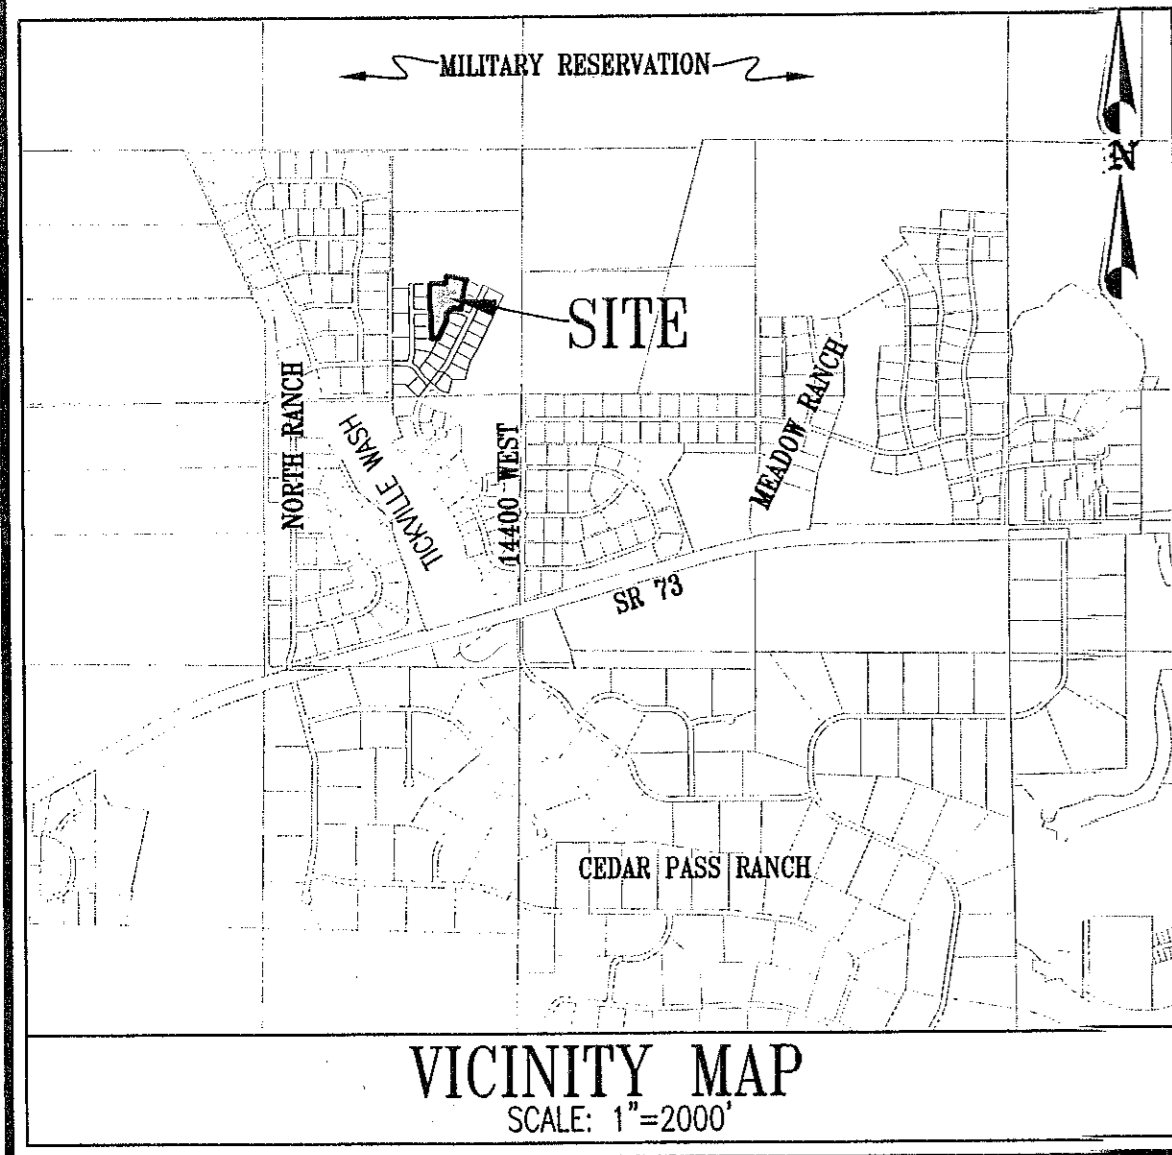 MILITARY RESERVATION
N
SITE
NORTH RANCH
TICKVILLE WASH
14400 WEST
MEADOW RANCH
SR 73
CEDAR PASS RANCH
VICINITY MAP
SCALE: 1"=2000'